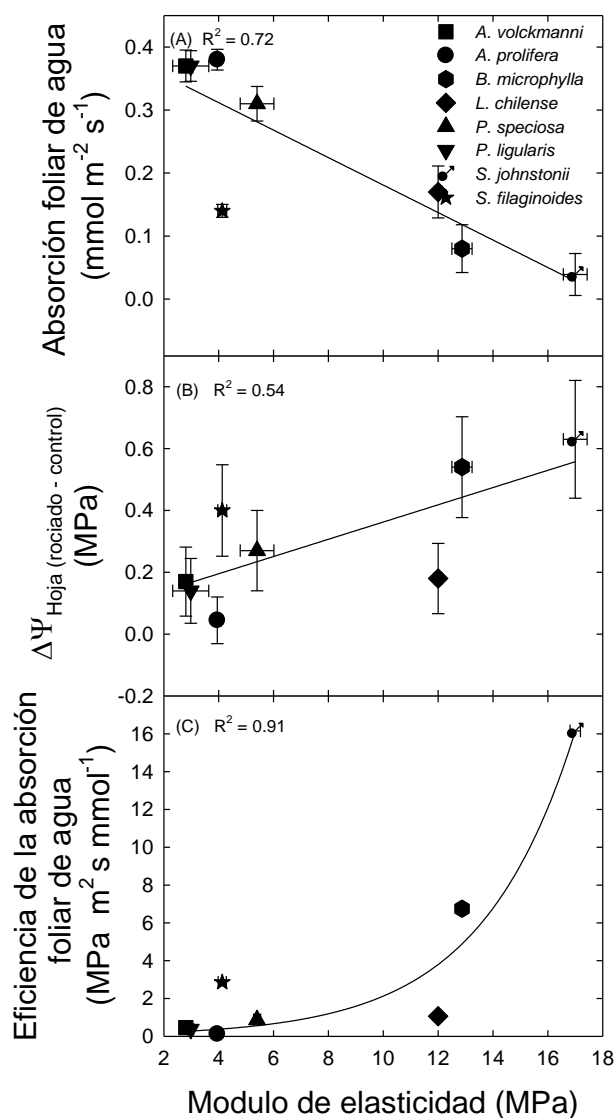 (A) R² = 0.72
A. volckmanni
A. prolifera
B. microphylla
L. chilense
P. speciosa
P. ligularis
S. johnstonii
S. filaginoides
Absorción foliar de agua
(mmol m⁻² s⁻¹)
0.4
0.3
0.2
0.1
0.0
(B) R² = 0.54
ΔΨHoja (rociado - control)
(MPa)
0.8
0.6
0.4
0.2
0.0
-0.2
(C) R² = 0.91
Eficiencia de la absorción
foliar de agua
(MPa m² s mmol⁻¹)
16
14
12
10
8
6
4
2
0
2 4 6 8 10 12 14 16 18
Modulo de elasticidad (MPa)